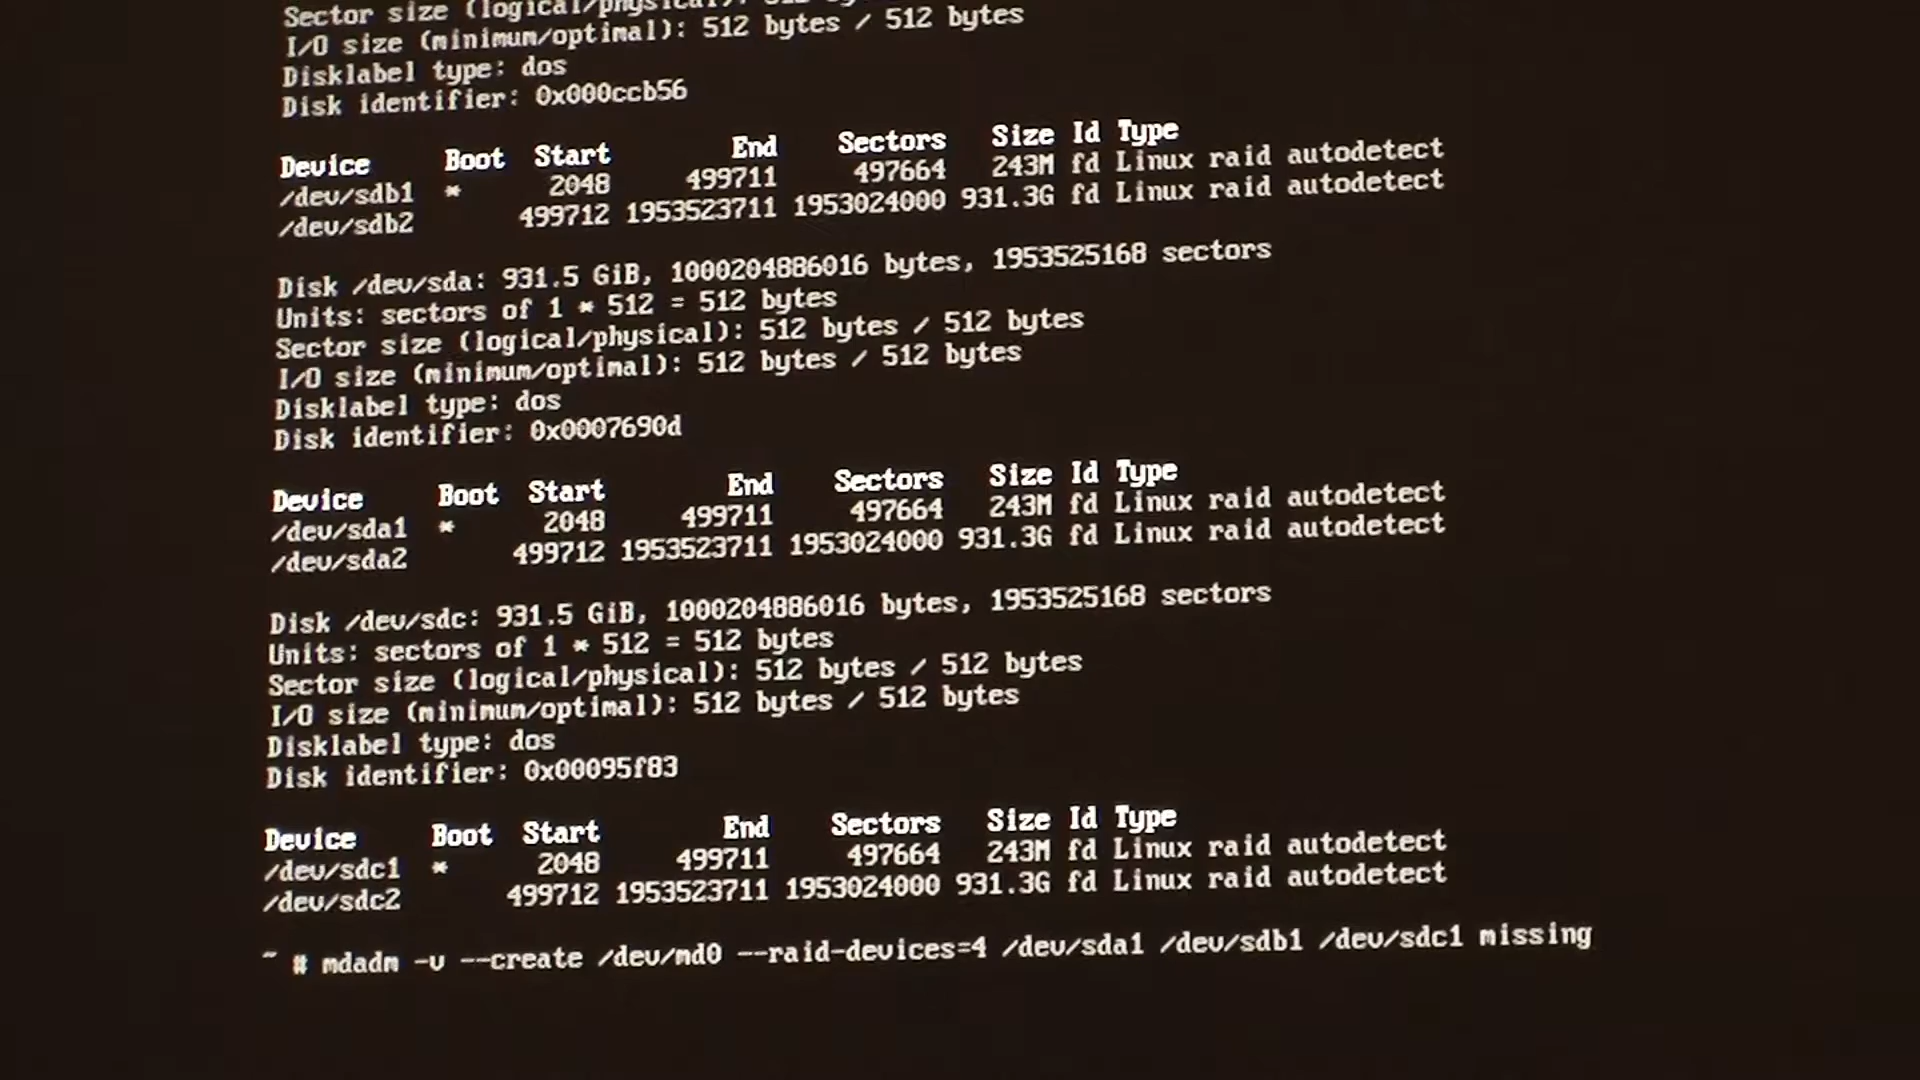 Sector size (logical/physical): 512
I/O size (minimum/optimal): 512 bytes / 512 bytes
Disklabel type: dos
Disk identifier: 0x000ccb56
Device Boot Start End Sectors Size Id Type
/dev/sdb1 * 2048 499711 497664 243M fd Linux raid autodetect
/dev/sdb2 499712 1953523711 1953024000 931.3G fd Linux raid autodetect
Disk /dev/sda: 931.5 GiB, 1000204886016 bytes, 1953525168 sectors
Units: sectors of 1 * 512 = 512 bytes
Sector size (logical/physical): 512 bytes / 512 bytes
I/O size (minimum/optimal): 512 bytes / 512 bytes
Disklabel type: dos
Disk identifier: 0x0007690d
Device Boot Start End Sectors Size Id Type
/dev/sda1 * 2048 499711 497664 243M fd Linux raid autodetect
/dev/sda2 499712 1953523711 1953024000 931.3G fd Linux raid autodetect
Disk /dev/sdc: 931.5 GiB, 1000204886016 bytes, 1953525168 sectors
Units: sectors of 1 * 512 = 512 bytes
Sector size (logical/physical): 512 bytes / 512 bytes
I/O size (minimum/optimal): 512 bytes / 512 bytes
Disklabel type: dos
Disk identifier: 0x00095f83
Device Boot Start End Sectors Size Id Type
/dev/sdc1 * 2048 499711 497664 243M fd Linux raid autodetect
/dev/sdc2 499712 1953523711 1953024000 931.3G fd Linux raid autodetect
~ # mdadm -v --create /dev/md0 --raid-devices=4 /dev/sda1 /dev/sdb1 /dev/sdc1 missing